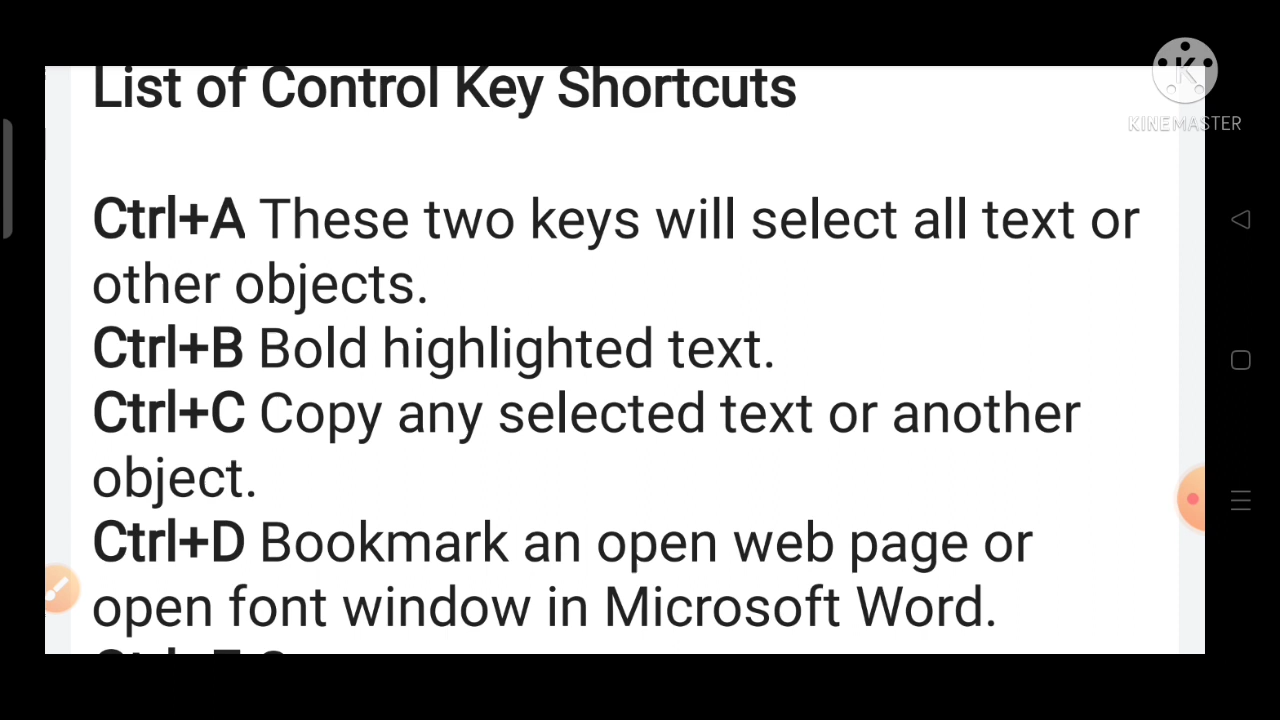 List of Control Key Shortcuts
K
KINEMASTER
Ctrl+A These two keys will select all text or
other objects.
Ctrl+B Bold highlighted text.
Ctrl+C Copy any selected text or another
object.
Ctrl+D Bookmark an open web page or
open font window in Microsoft Word.